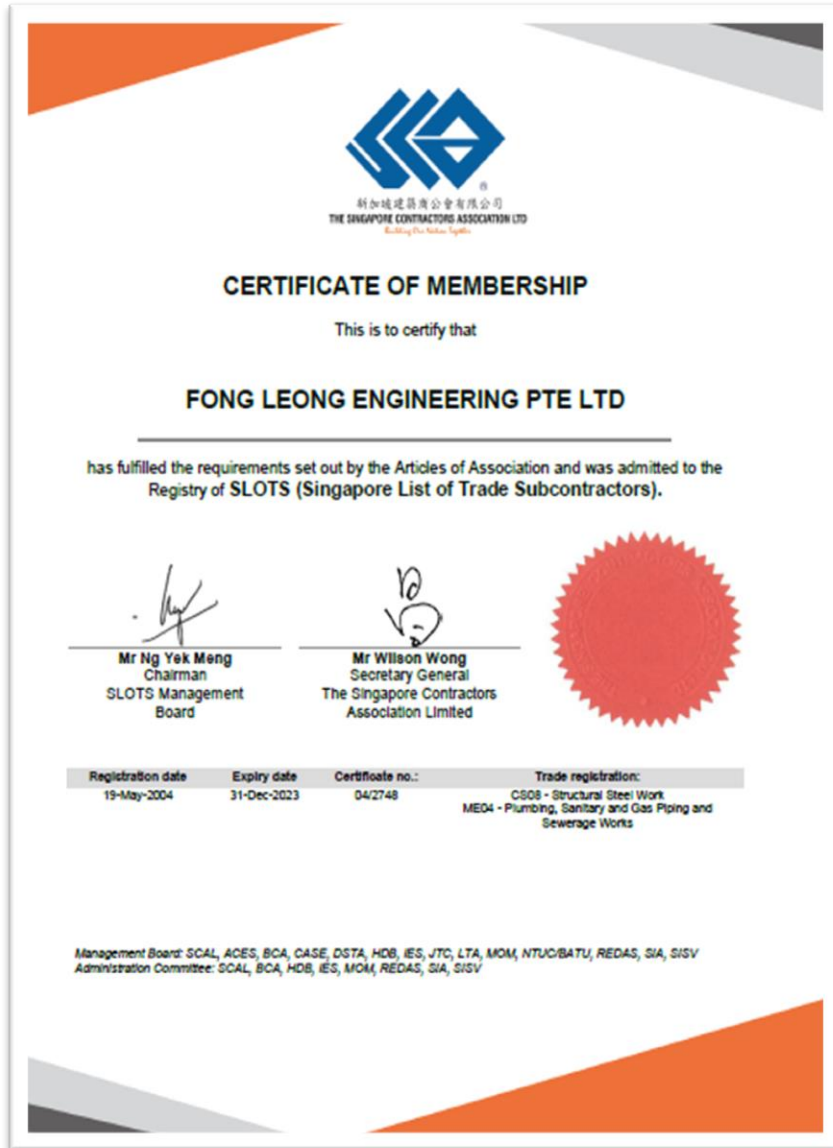 新加坡建築商公會有限公司
THE SINGAPORE CONTRACTORS ASSOCIATION LTD
Building Our Nation Together
CERTIFICATE OF MEMBERSHIP
This is to certify that
FONG LEONG ENGINEERING PTE LTD
has fulfilled the requirements set out by the Articles of Association and was admitted to the
Registry of SLOTS (Singapore List of Trade Subcontractors).
Mr Ng Yek Meng
Chairman
SLOTS Management
Board
Mr Wilson Wong
Secretary General
The Singapore Contractors
Association Limited
Registration date Expiry date Certificate no.: Trade registration:
19-May-2004 31-Dec-2023 04/2748 CS08 - Structural Steel Work
ME04 - Plumbing, Sanitary and Gas Piping and
Sewerage Works
Management Board: SCAL, ACES, BCA, CASE, DSTA, HDB, IES, JTC, LTA, MOM, NTUC/BATU, REDAS, SIA, SISV
Administration Committee: SCAL, BCA, HDB, IES, MOM, REDAS, SIA, SISV